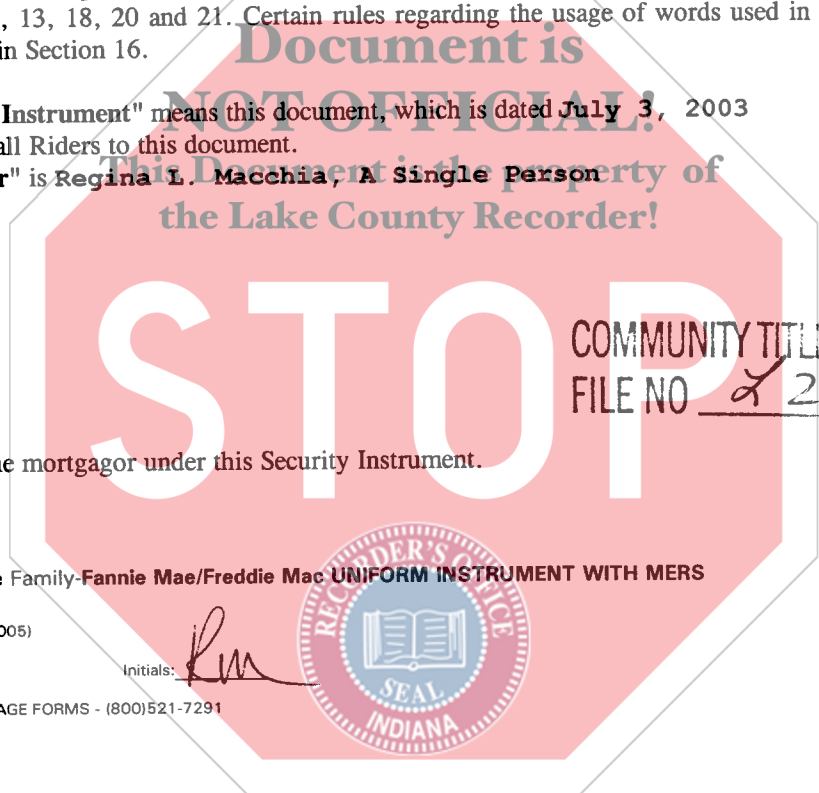 , 13, 18, 20 and 21. Certain rules regarding the usage of words used in
in Section 16.
Document is
NOT OFFICIAL!
Instrument" means this document, which is dated July 3, 2003
all Riders to this document.
This Document is the property of
r" is Regina L. Macchia, A Single Person
the Lake County Recorder!
STOP
COMMUNITY TITL
FILE NO 2
e mortgagor under this Security Instrument.
RECORDER'S OFFICE
e Family-Fannie Mae/Freddie Mac UNIFORM INSTRUMENT WITH MERS
005)
Initials: RM
SEAL
AGE FORMS - (800)521-7291
INDIANA